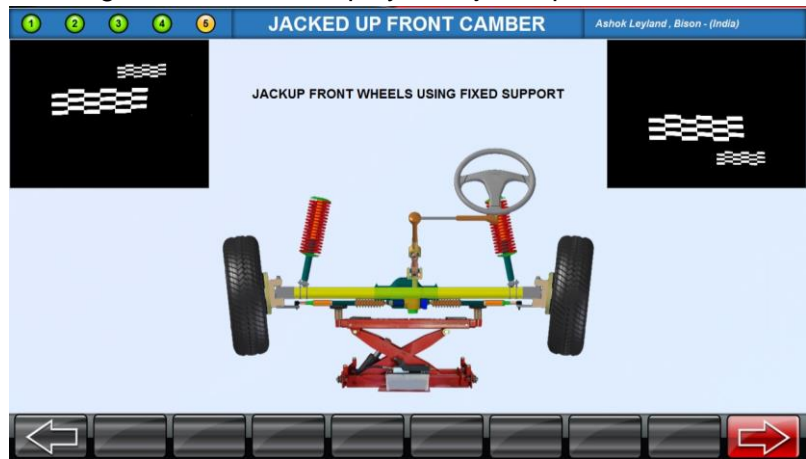 1 2 3 4 5 JACKED UP FRONT CAMBER Ashok Leyland , Bison - (India)
JACKUP FRONT WHEELS USING FIXED SUPPORT